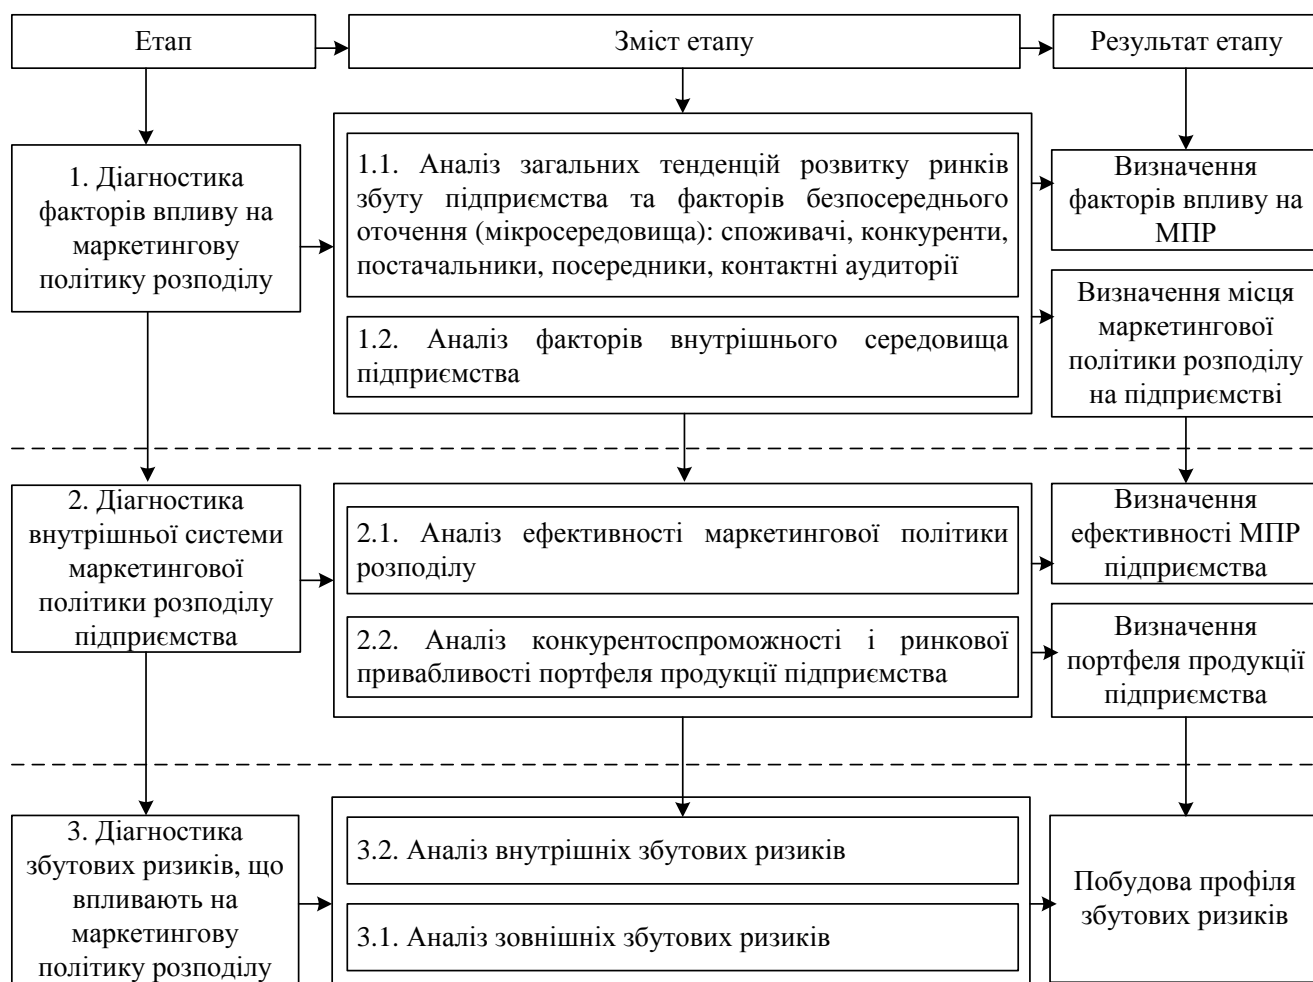 Етап
Зміст етапу
Результат етапу
1. Діагностика
факторів впливу на
маркетингову
політику розподілу
1.1. Аналіз загальних тенденцій розвитку ринків
збуту підприємства та факторів безпосереднього
оточення (мікросередовища): споживачі, конкуренти,
постачальники, посередники, контактні аудиторії
1.2. Аналіз факторів внутрішнього середовища
підприємства
Визначення
факторів впливу на
МПР
Визначення місця
маркетингової
політики розподілу
на підприємстві
2. Діагностика
внутрішньої системи
маркетингової
політики розподілу
підприємства
2.1. Аналіз ефективності маркетингової політики
розподілу
2.2. Аналіз конкурентоспроможності і ринкової
привабливості портфеля продукції підприємства
Визначення
ефективності МПР
підприємства
Визначення
портфеля продукції
підприємства
3. Діагностика
збутових ризиків, що
впливають на
маркетингову
політику розподілу
3.2. Аналіз внутрішніх збутових ризиків
3.1. Аналіз зовнішніх збутових ризиків
Побудова профіля
збутових ризиків